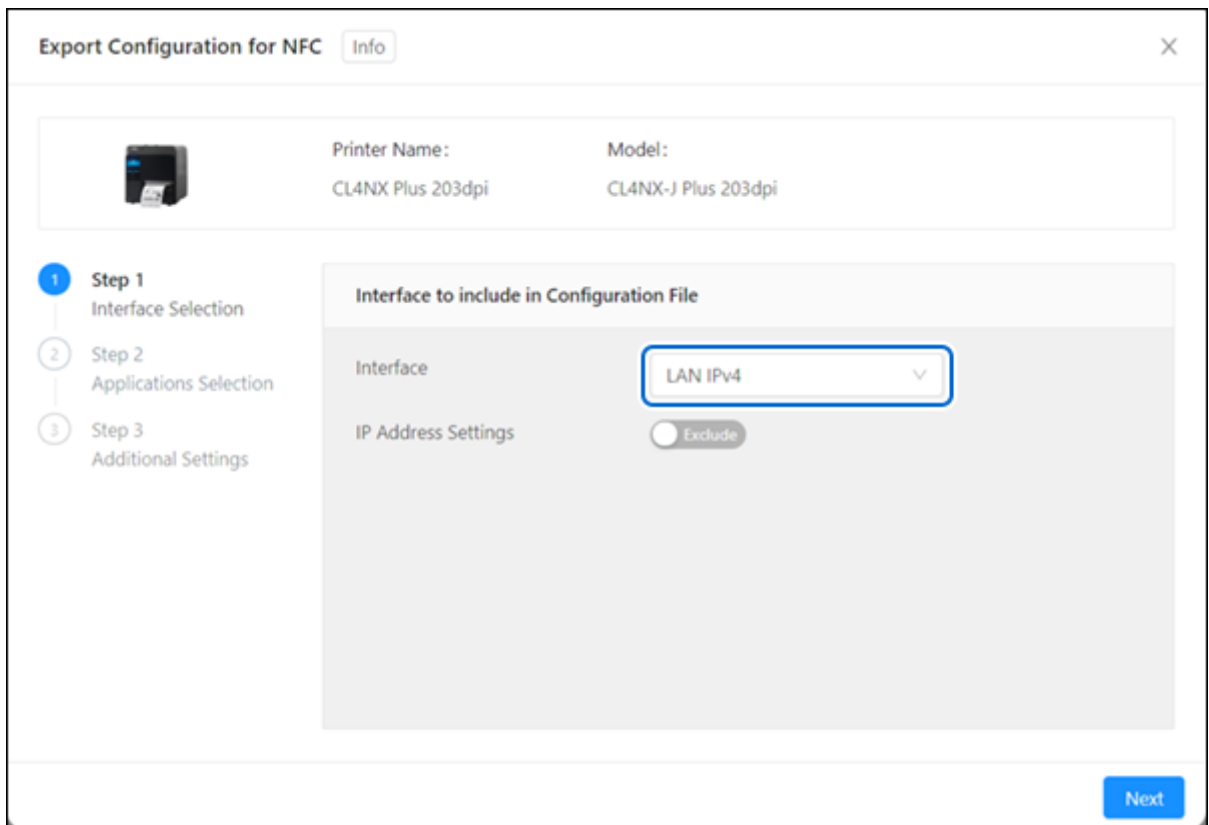 Export Configuration for NFC Info
Printer Name: Model:
CL4NX Plus 203dpi CL4NX-J Plus 203dpi
1 Step 1
Interface Selection
2 Step 2
Applications Selection
3 Step 3
Additional Settings
Interface to include in Configuration File
Interface LAN IPv4
IP Address Settings Exclude
Next